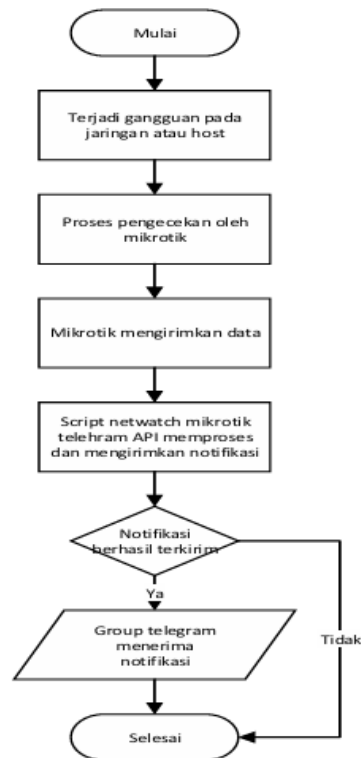 Mulai
Terjadi gangguan pada
jaringan atau host
Proses pengecekan oleh
mikrotik
Mikrotik mengirimkan data
Script netwatch mikrotik
telehram API memproses
dan mengirimkan notifikasi
Notifikasi
berhasil terkirim
Ya
Tidak
Group telegram
menerima
notifikasi
Selesai